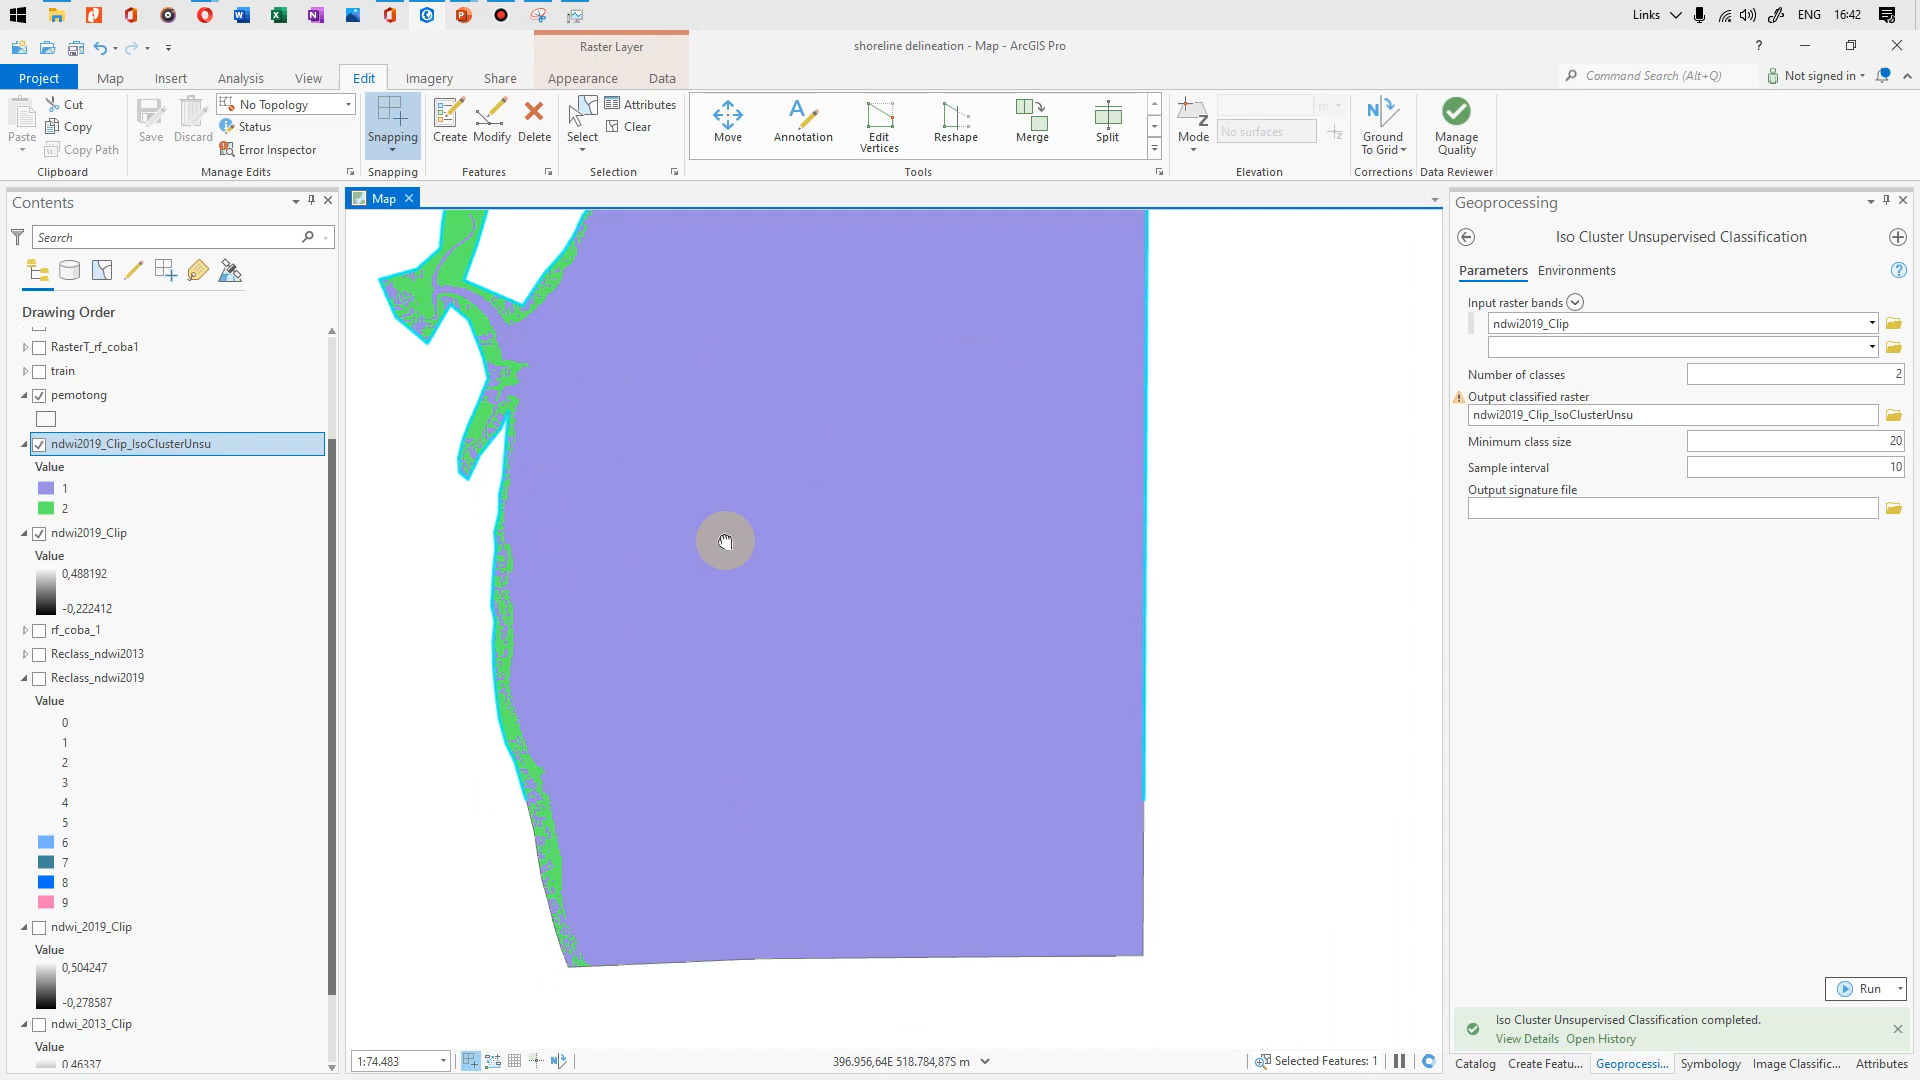 Links
ENG
16:42
Raster Layer
shoreline delineation - Map - ArcGIS Pro
Project
Map
Insert
Analysis
View
Edit
Imagery
Share
Appearance
Data
Command Search (Alt+Q)
Not signed in
Paste
Cut
Copy
Copy Path
Clipboard
Save
Discard
No Topology
Status
Error Inspector
Manage Edits
Snapping
Snapping
Create
Modify
Delete
Features
Select
Attributes
Clear
Selection
Move
Annotation
Edit
Vertices
Reshape
Merge
Split
Tools
Mode
m
No surfaces
Elevation
Ground
To Grid
Corrections
Manage
Quality
Data Reviewer
Contents
Search
Drawing Order
RasterT_rf_coba1
train
pemotong
ndwi2019_Clip_IsoClusterUnsu
Value
1
2
ndwi2019_Clip
Value
0,488192
-0,222412
rf_coba_1
Reclass_ndwi2013
Reclass_ndwi2019
Value
0
1
2
3
4
5
6
7
8
9
ndwi_2019_Clip
Value
0,504247
-0,278587
ndwi_2013_Clip
Value
0,46337
Map
1:74.483
396.956,64E 518.784,87S m
Selected Features: 1
Geoprocessing
Iso Cluster Unsupervised Classification
Parameters
Environments
Input raster bands
ndwi2019_Clip
Number of classes
2
Output classified raster
ndwi2019_Clip_IsoClusterUnsu
Minimum class size
20
Sample interval
10
Output signature file
Run
Iso Cluster Unsupervised Classification completed.
View Details Open History
Catalog
Create Featu...
Geoprocessi...
Symbology
Image Classific...
Attributes